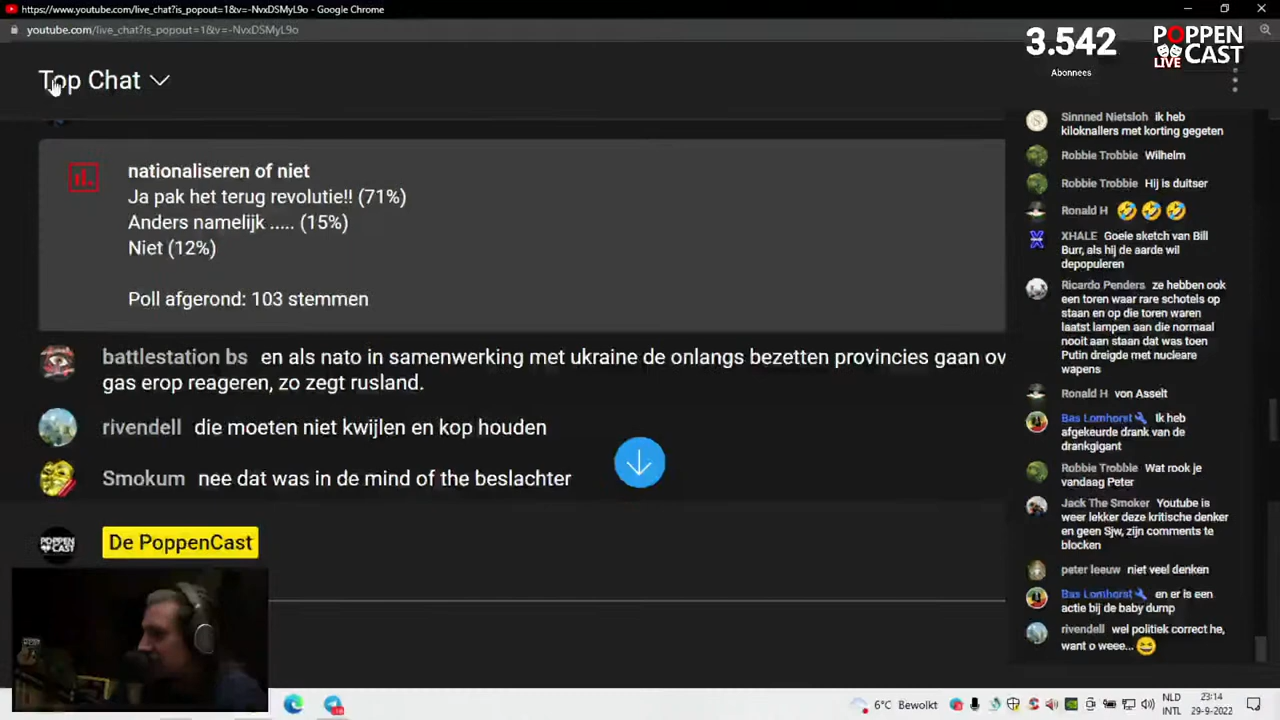 https://www.youtube.com/live_chat?is_popout=1&v=-NvxDSMyL9o - Google Chrome
youtube.com/live_chat?is_popout=1&v=-NvxDSMyL9o
3.542
Abonnees
POPPEN
LIVE CAST
Top Chat
nationaliseren of niet
Ja pak het terug revolutie!! (71%)
Anders namelijk ..... (15%)
Niet (12%)
Poll afgerond: 103 stemmen
battlestation bs en als nato in samenwerking met ukraine de onlangs bezetten provincies gaan ov
gas erop reageren, zo zegt rusland.
rivendell die moeten niet kwijlen en kop houden
Smokum nee dat was in de mind of the beslachter
POPPEN
CAST
De PoppenCast
Sinnned Nietsloh ik heb
kiloknallers met korting gegeten
Robbie Trobbie Wilhelm
Robbie Trobbie Hij is duitser
Ronald H 🤣🤣🤣
XHALE Goeie sketch van Bill
Burr, als hij de aarde wil
depopuleren
Ricardo Penders ze hebben ook
een toren waar rare schotels op
staan en op die toren waren
laatst lampen aan die normaal
nooit aan staan dat was toen
Putin dreigde met nucleare
wapens
Ronald H von Asselt
Bas Lomhorst Ik heb
afgekeurde drank van de
drankgigant
Robbie Trobbie Wat rook je
vandaag Peter
Jack The Smoker Youtube is
weer lekker deze kritische denker
en geen Sjw, zijn comments te
blocken
peter leeuw niet veel denken
Bas Lomhorst en er is een
actie bij de baby dump
rivendell wel politiek correct he,
want o weee... 😆
6°C Bewolkt
NLD
INTL
23:14
29-9-2022